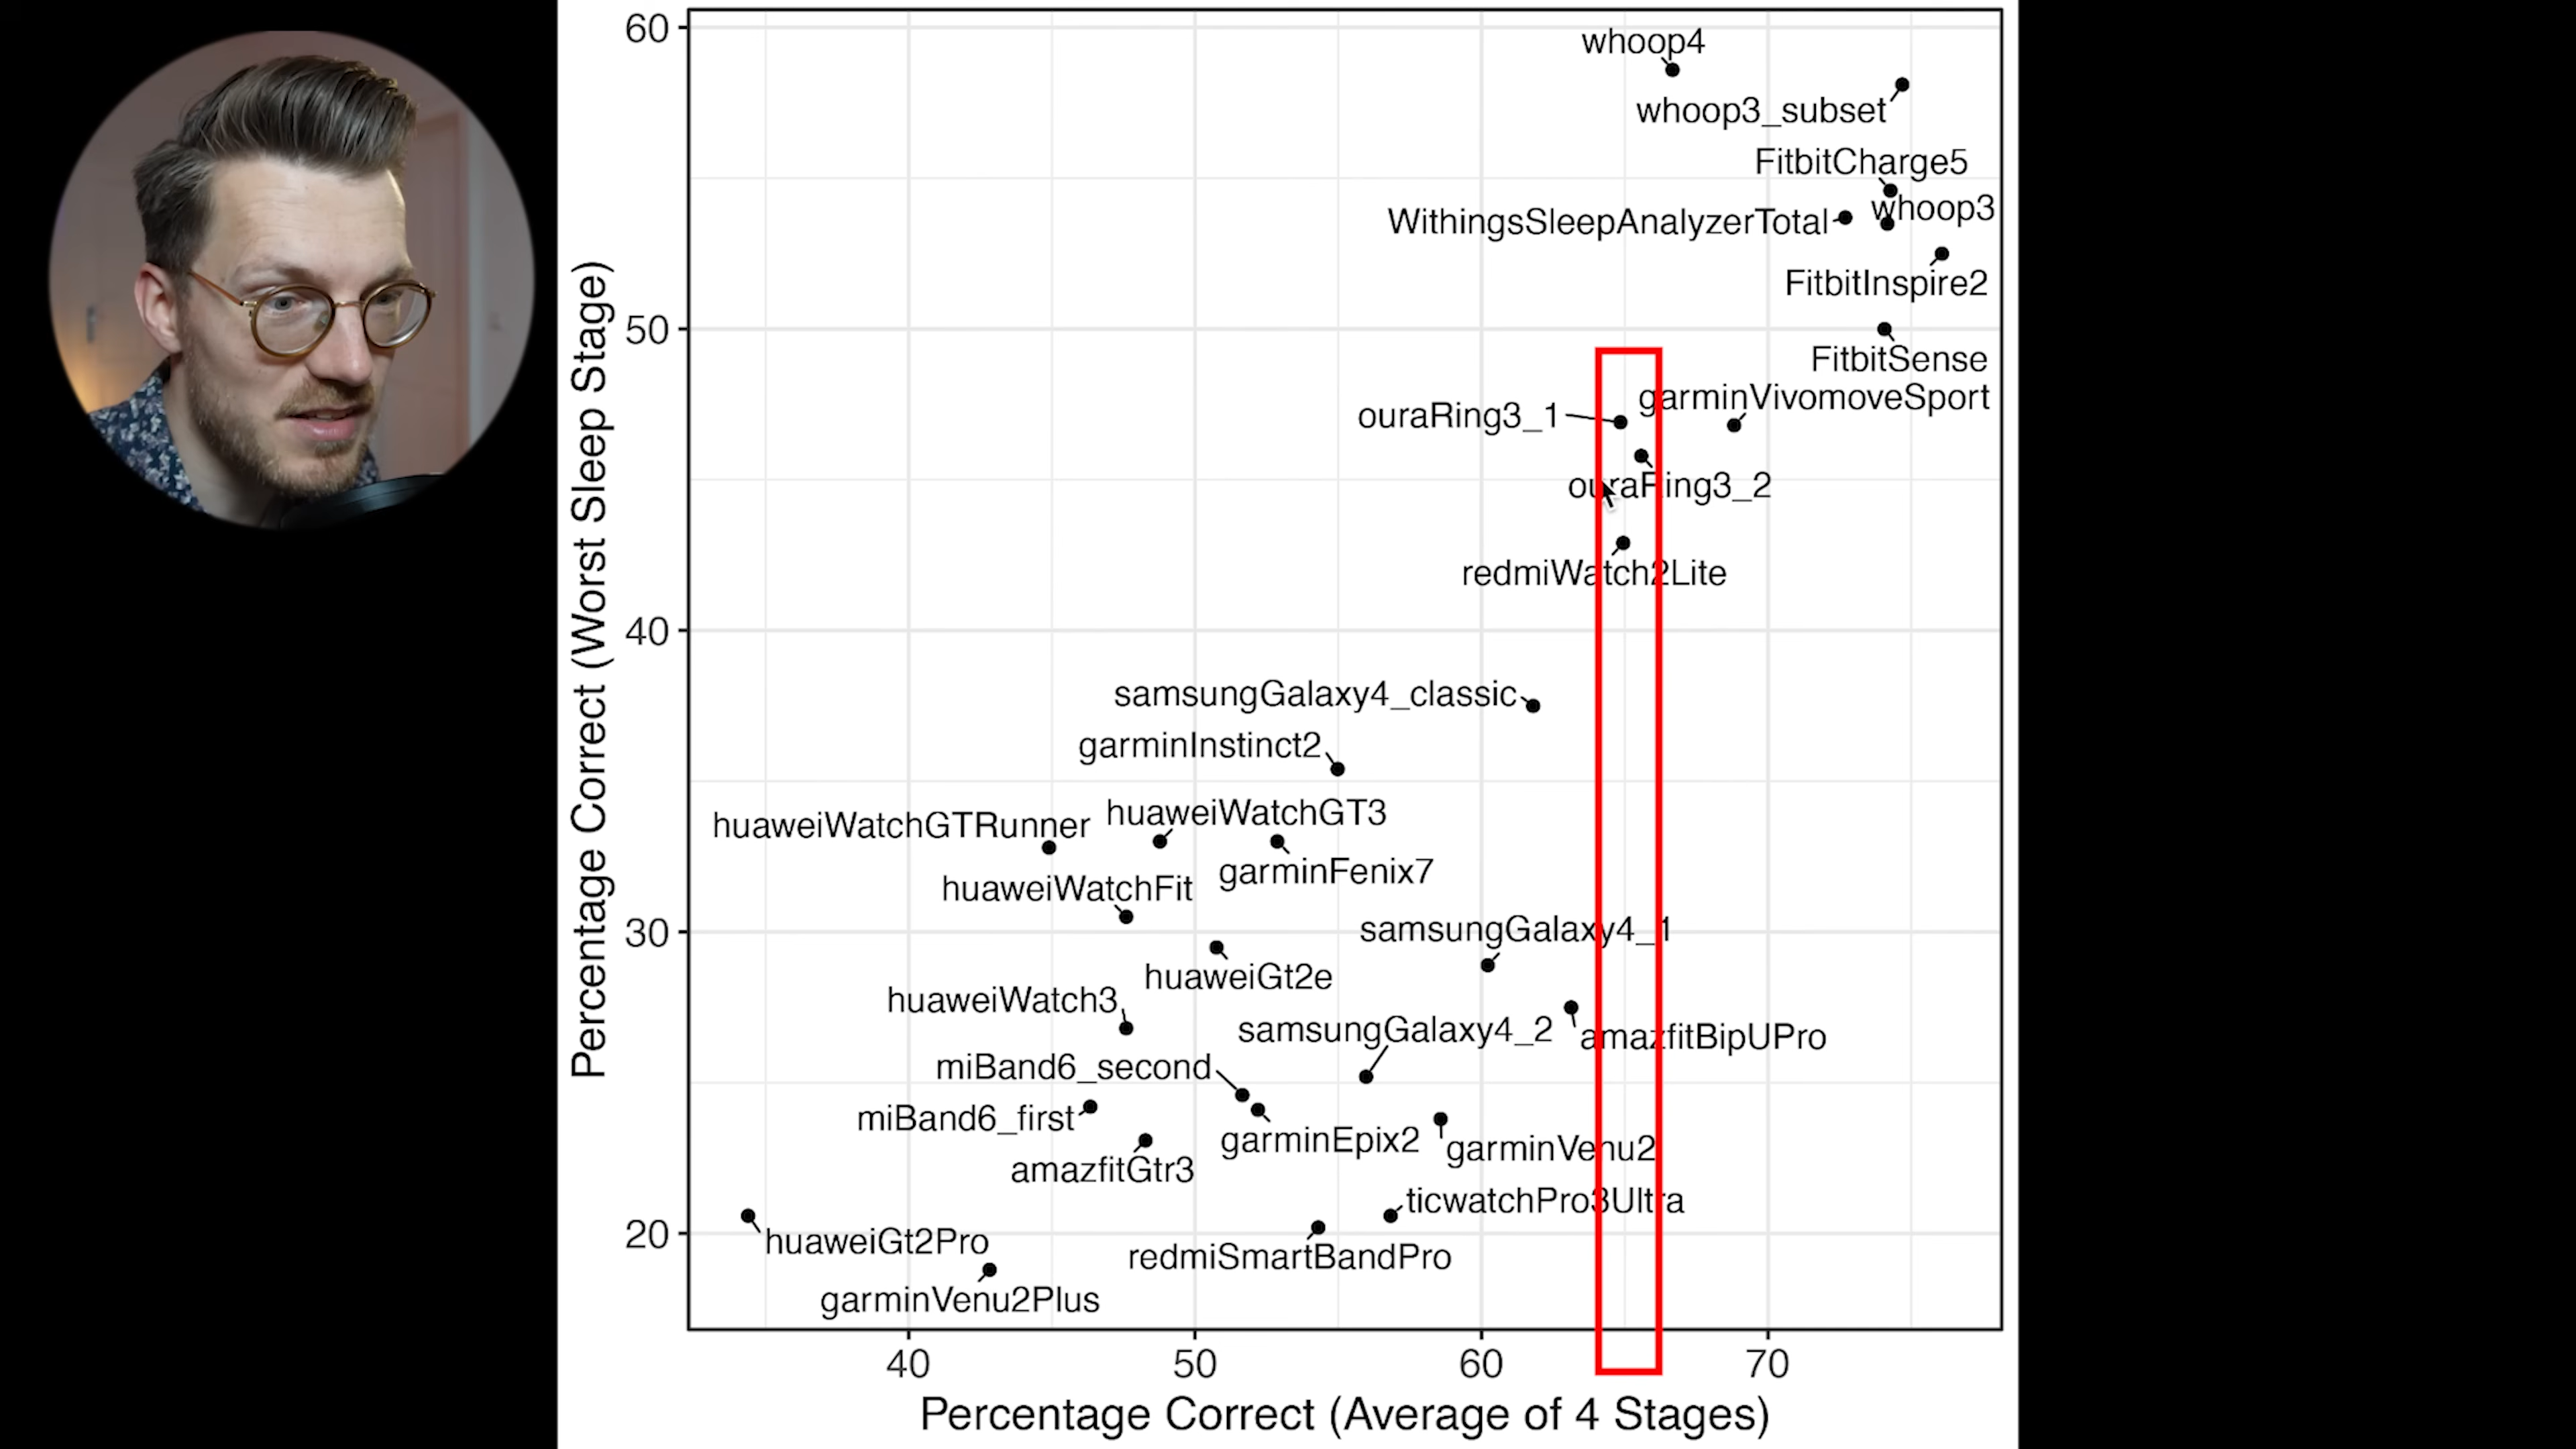 60
whoop4
whoop3_subset
FitbitCharge5
whoop3
WithingsSleepAnalyzerTotal
FitbitInspire2
50
FitbitSense
garminVivomoveSport
ouraRing3_1
ouraRing3_2
redmiWatch2Lite
40
samsungGalaxy4_classic
garminInstinct2
huaweiWatchGT3
huaweiWatchGTRunner
garminFenix7
huaweiWatchFit
30
samsungGalaxy4_1
huaweiGt2e
huaweiWatch3
samsungGalaxy4_2
amazfitBipUPro
miBand6_second
miBand6_first
garminEpix2
garminVenu2
amazfitGtr3
ticwatchPro3Ultra
20
huaweiGt2Pro
redmiSmartBandPro
garminVenu2Plus
Percentage Correct (Worst Sleep Stage)
40 50 60 70
Percentage Correct (Average of 4 Stages)